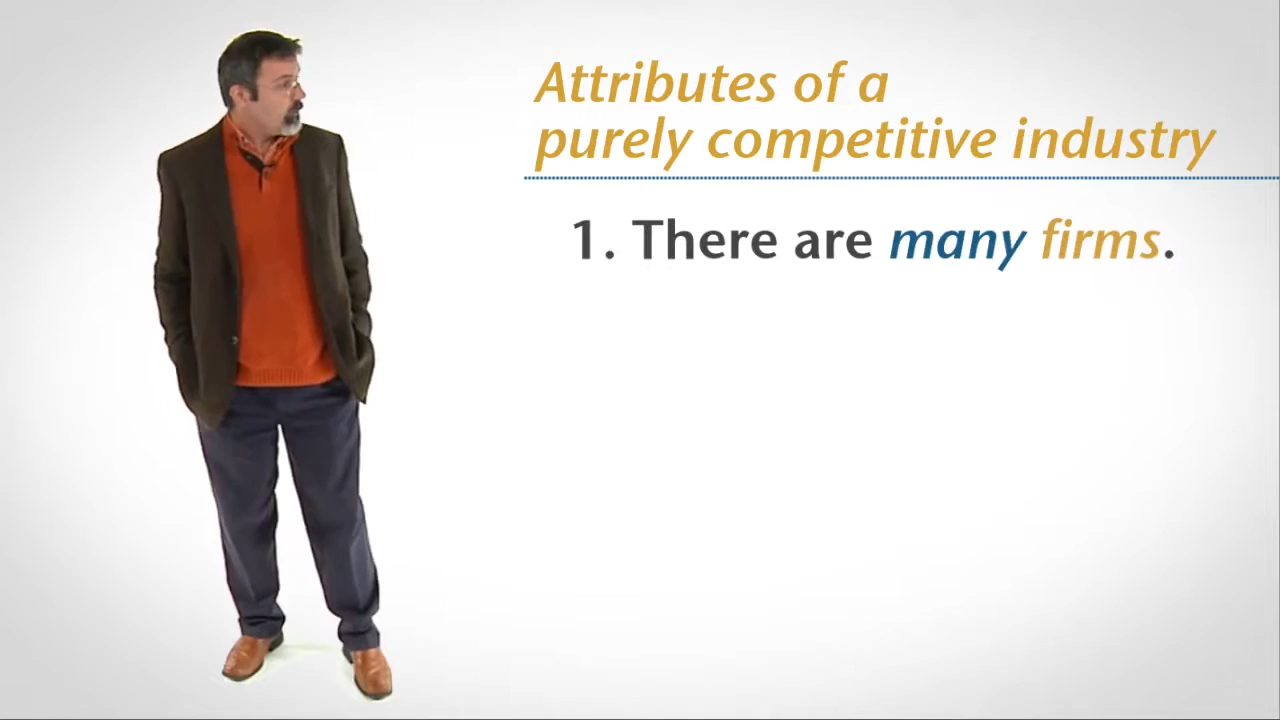 Attributes of a
purely competitive industry
1. There are many firms.